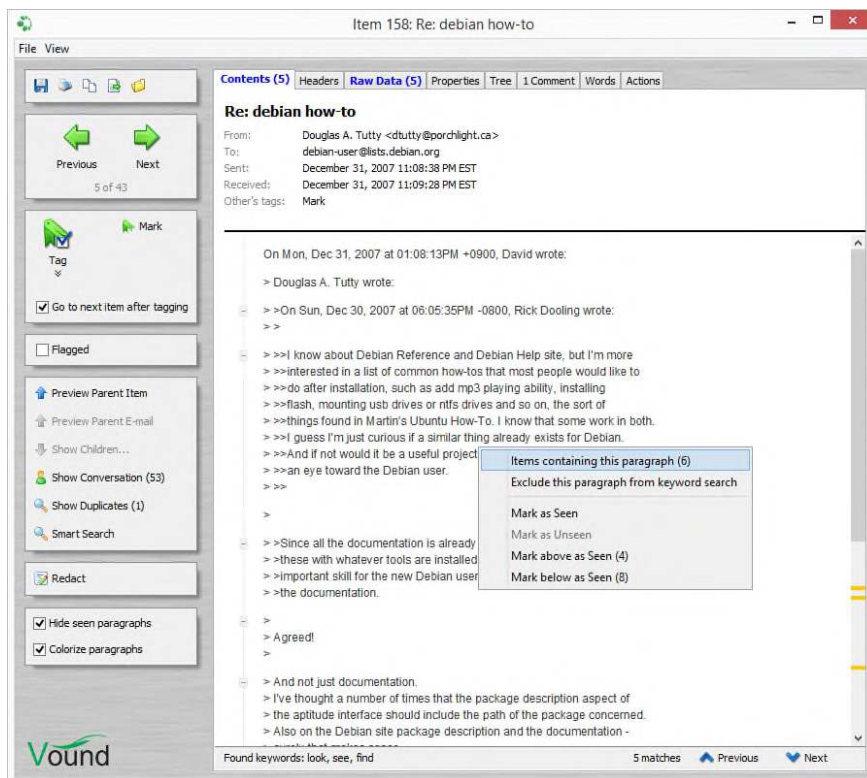 Item 158: Re: debian how-to
File View
Previous Next
5 of 43
Tag
Mark
Go to next item after tagging
Flagged
Preview Parent Item
Preview Parent E-mail
Show Children...
Show Conversation (53)
Show Duplicates (1)
Smart Search
Redact
Hide seen paragraphs
Colorize paragraphs
Vound
Contents (5) Headers Raw Data (5) Properties Tree 1 Comment Words Actions
Re: debian how-to
From: Douglas A. Tutty <dtutty@porchlight.ca>
To: debian-user@lists.debian.org
Sent: December 31, 2007 11:08:38 PM EST
Received: December 31, 2007 11:09:28 PM EST
Other's tags: Mark
On Mon, Dec 31, 2007 at 01:08:13PM +0900, David wrote:
> Douglas A. Tutty wrote:
> >On Sun, Dec 30, 2007 at 06:05:35PM -0800, Rick Dooling wrote:
> >
> >>I know about Debian Reference and Debian Help site, but I'm more
> >>interested in a list of common how-tos that most people would like to
> >>do after installation, such as add mp3 playing ability, installing
> >>flash, mounting usb drives or ntfs drives and so on, the sort of
> >>things found in Martin's Ubuntu How-To. I know that some work in both.
> >>I guess I'm just curious if a similar thing already exists for Debian.
> >>And if not would it be a useful project
> >>an eye toward the Debian user.
> >>
>
> >Since all the documentation is already
> >these with whatever tools are installed
> >important skill for the new Debian user
> >the documentation.
>
> Agreed!
>
> And not just documentation.
> I've thought a number of times that the package description aspect of
> the aptitude interface should include the path of the package concerned.
> Also on the Debian site package description and the documentation -
Items containing this paragraph (6)
Exclude this paragraph from keyword search
Mark as Seen
Mark as Unseen
Mark above as Seen (4)
Mark below as Seen (8)
Found keywords: look, see, find 5 matches Previous Next